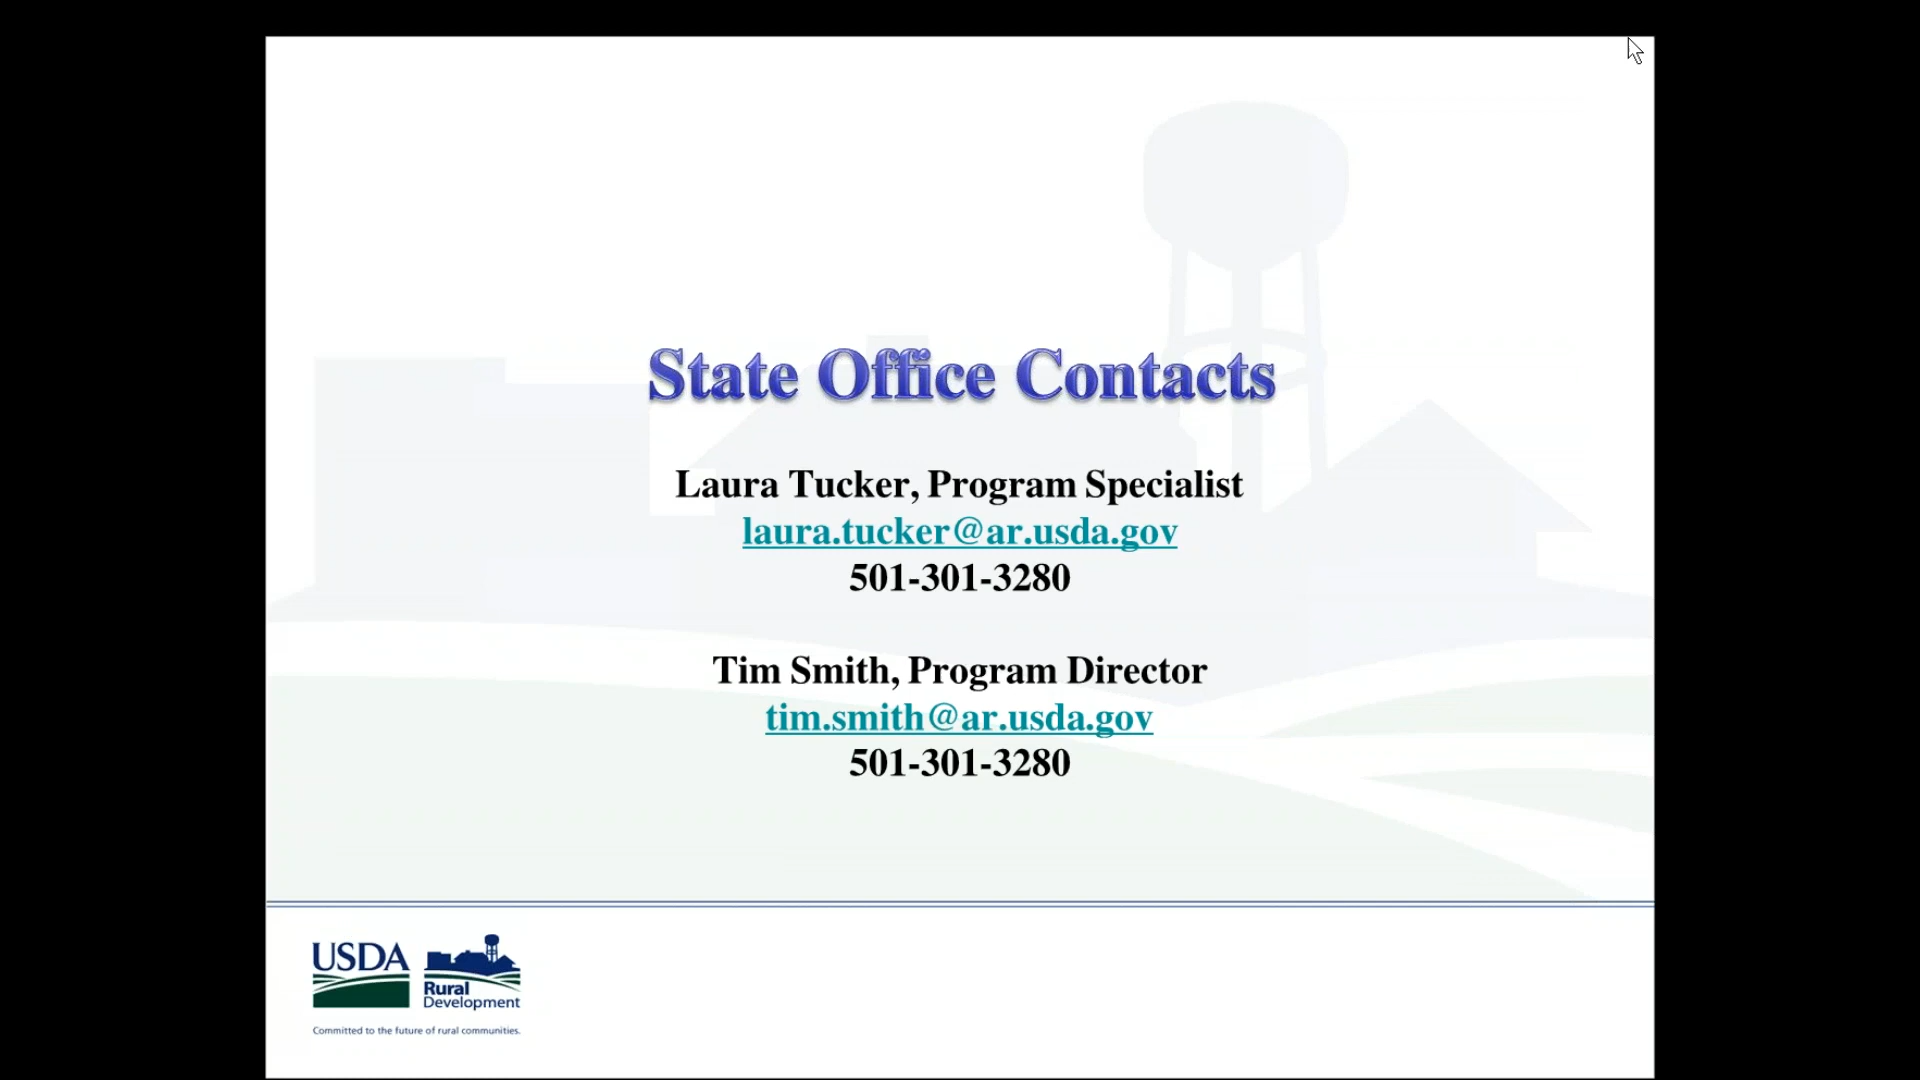 State Office Contacts
Laura Tucker, Program Specialist
laura.tucker@ar.usda.gov
501-301-3280
Tim Smith, Program Director
tim.smith@ar.usda.gov
501-301-3280
USDA
Rural
Development
Committed to the future of rural communities.